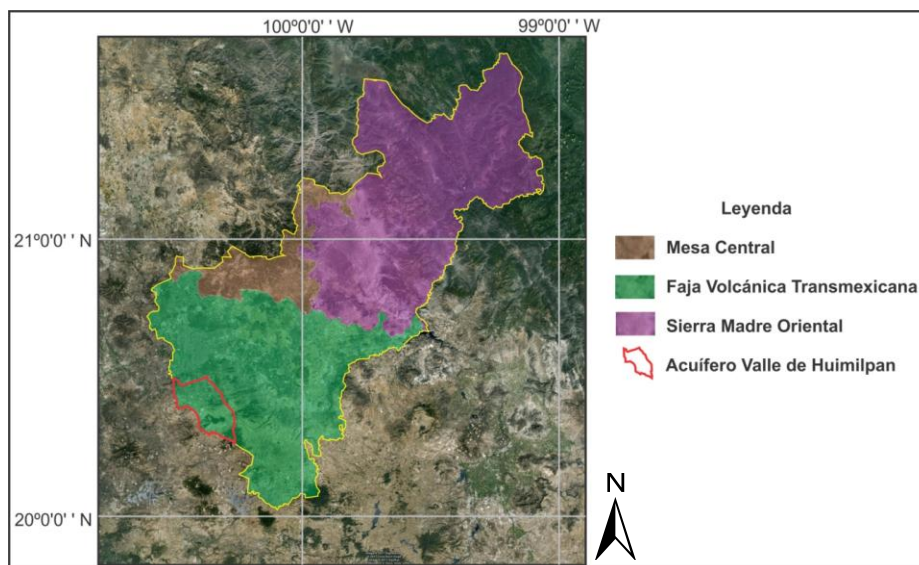 100º0'0'' W
99º0'0'' W
21º0'0'' N
20º0'0'' N
Leyenda
Mesa Central
Faja Volcánica Transmexicana
Sierra Madre Oriental
Acuífero Valle de Huimilpan
N